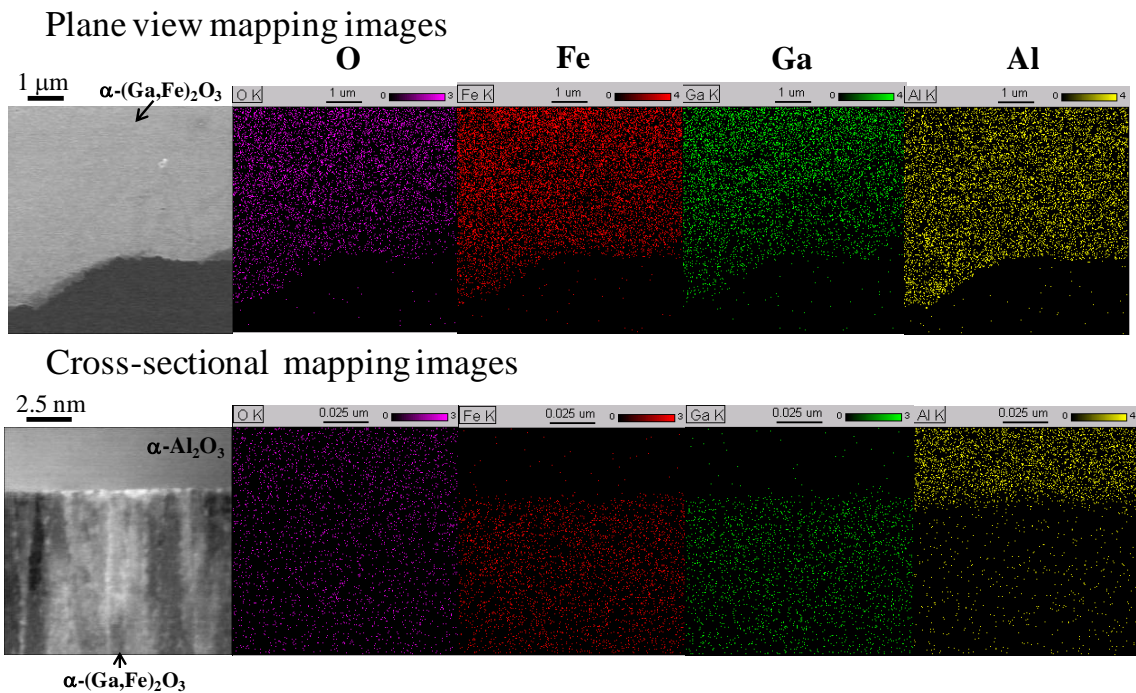 Plane view mapping images
O Fe Ga Al
1 μm
α-(Ga,Fe)2O3
O K 1 um 0 3
Fe K 1 um 0 4
Ga K 1 um 0 4
Al K 1 um 0 4
Cross-sectional mapping images
2.5 nm
O K 0.025 um 0 3
Fe K 0.025 um 0 3
Ga K 0.025 um 0 3
Al K 0.025 um 0 4
α-Al2O3
α-(Ga,Fe)2O3